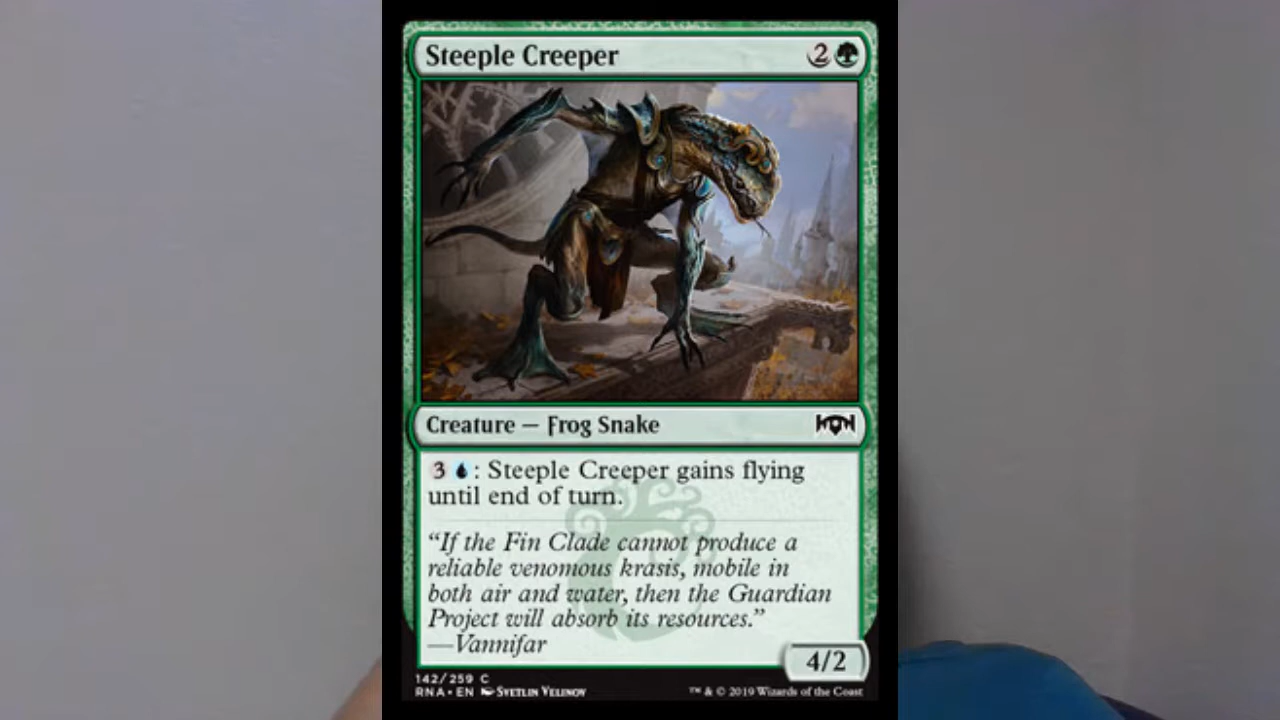 Steeple Creeper 2
Creature — Frog Snake
3 : Steeple Creeper gains flying
until end of turn.
“If the Fin Clade cannot produce a
reliable venomous krasis, mobile in
both air and water, then the Guardian
Project will absorb its resources.”
—Vannifar
4/2
142/259 C
RNA • EN Svetlin Velinov
™ & © 2019 Wizards of the Coast